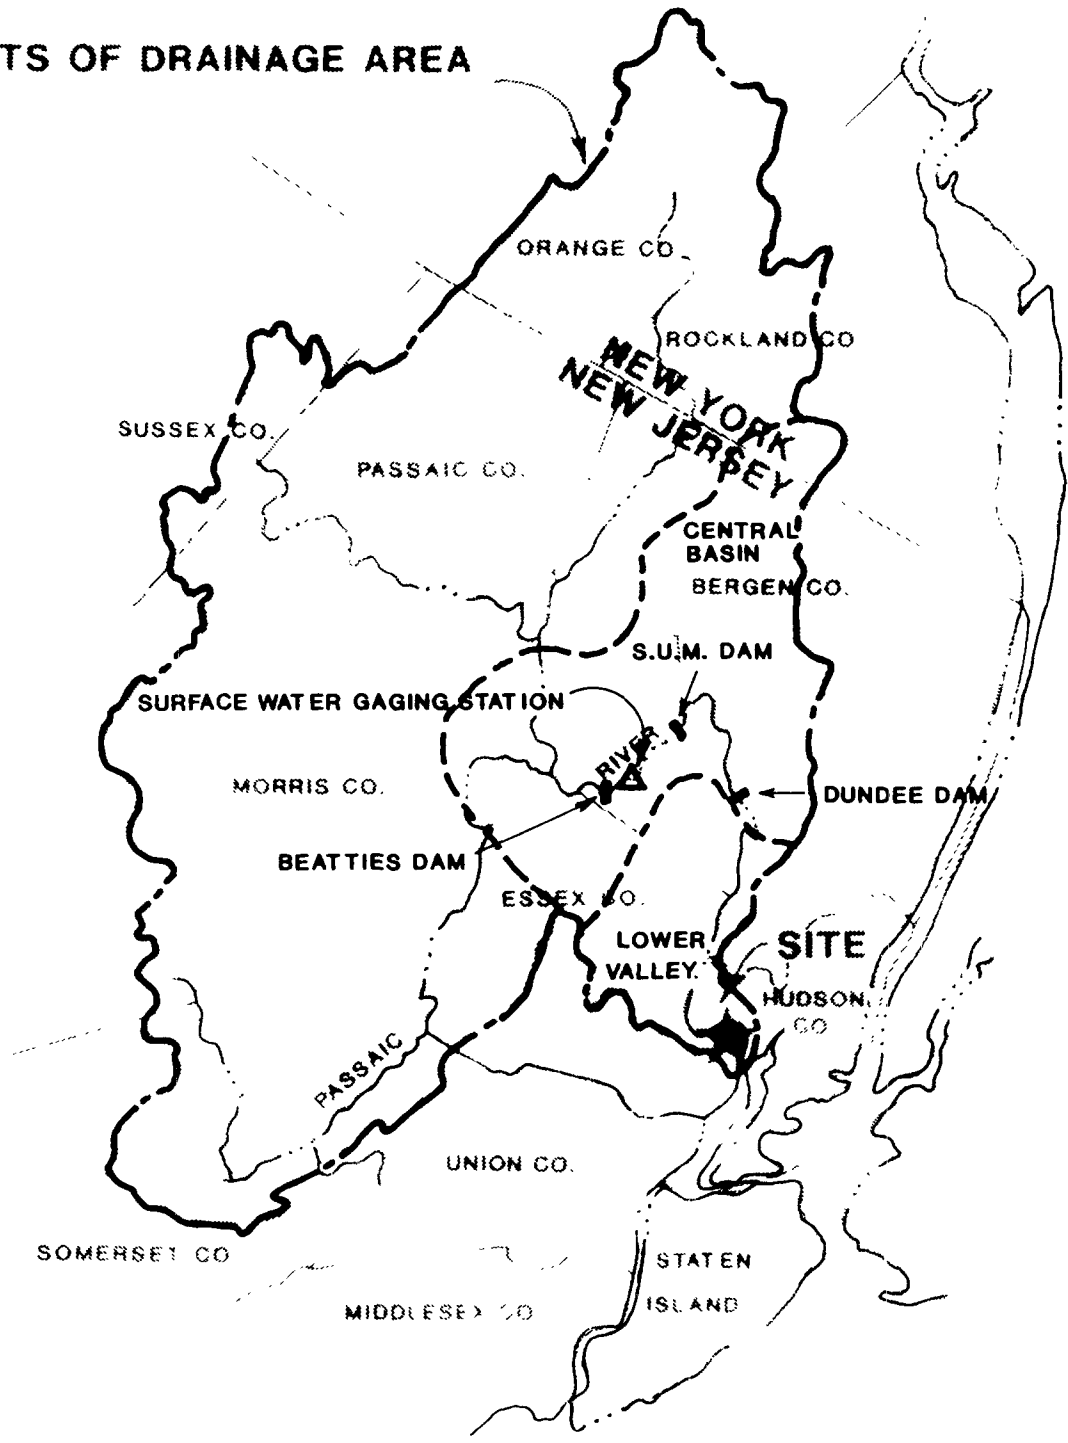 TS OF DRAINAGE AREA
ORANGE CO.
ROCKLAND CO
NEW YORK
NEW JERSEY
SUSSEX CO.
PASSAIC CO.
CENTRAL
BASIN
BERGEN CO.
S.U.M. DAM
SURFACE WATER GAGING STATION
RIVER
MORRIS CO.
DUNDEE DAM
BEATTIES DAM
ESSEX CO.
LOWER
VALLEY
SITE
HUDSON
CO
PASSAIC
UNION CO.
SOMERSET CO
STATEN
ISLAND
MIDDLESEX CO